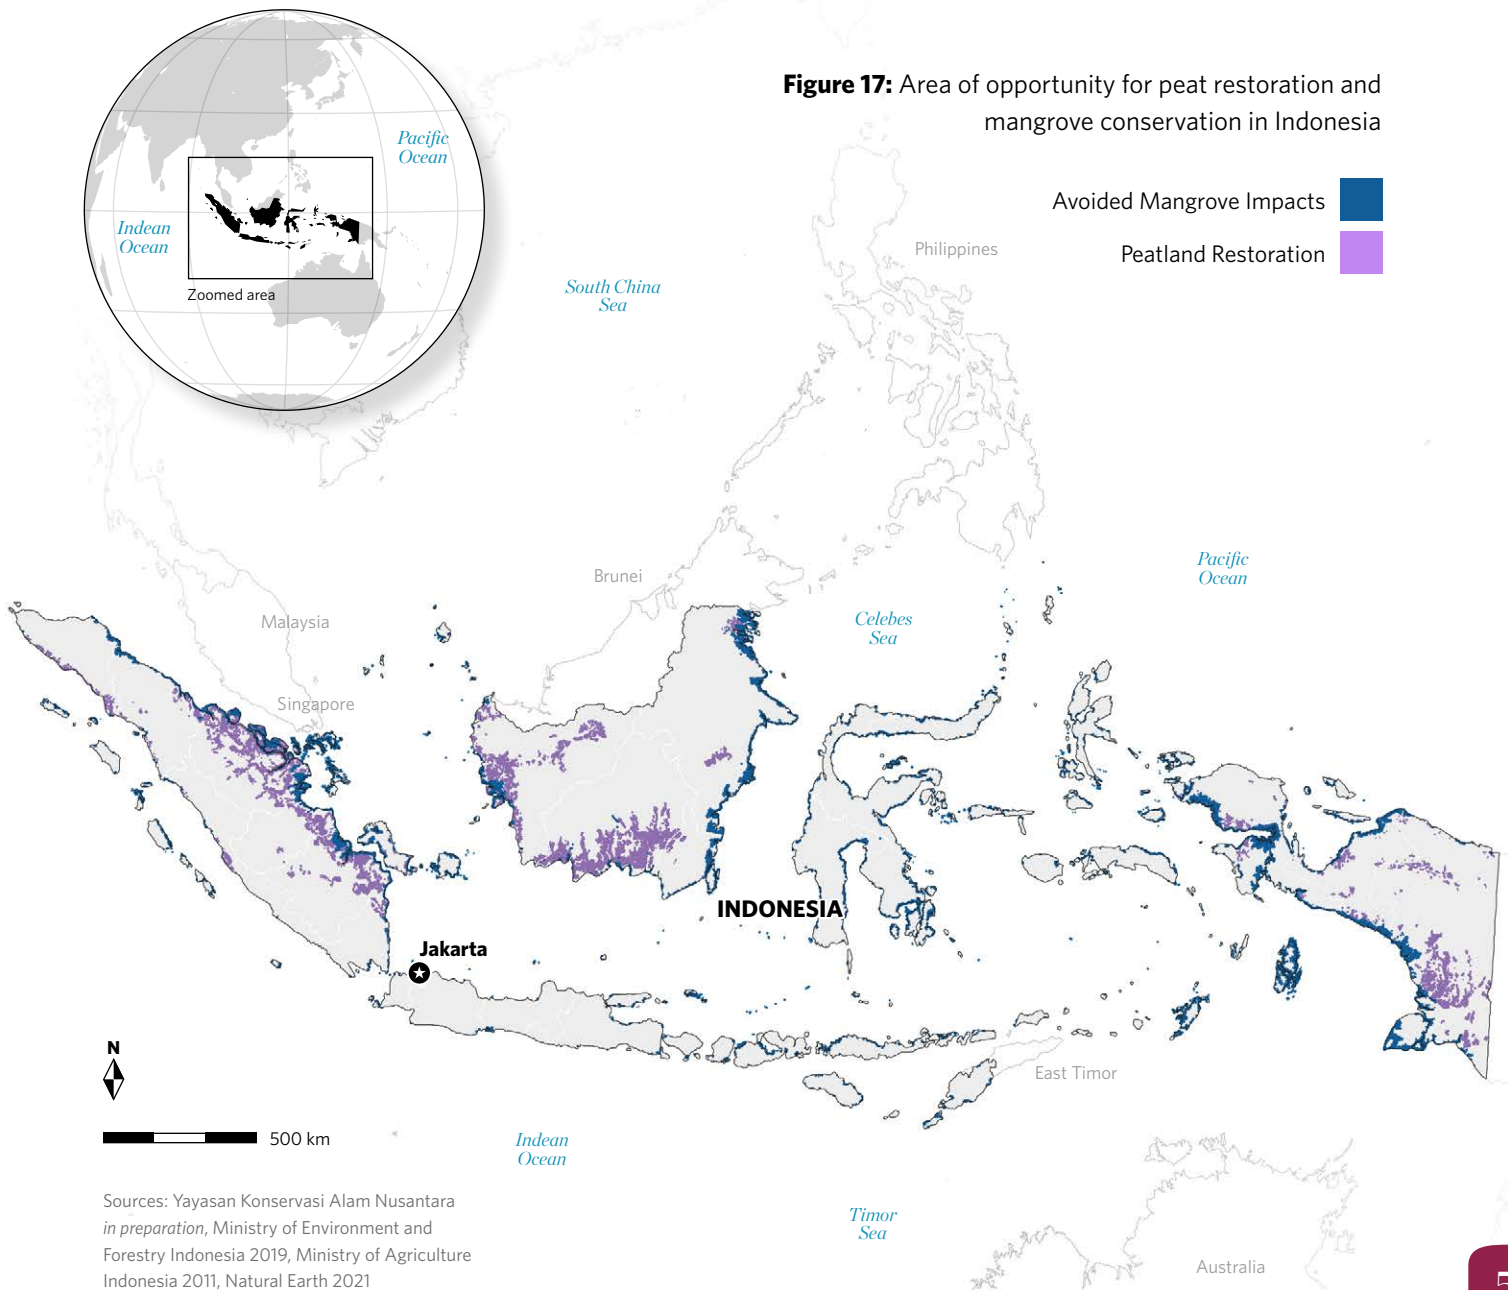 Figure 17: Area of opportunity for peat restoration and
mangrove conservation in Indonesia
Avoided Mangrove Impacts
Peatland Restoration
Pacific
Ocean
Indean
Ocean
Zoomed area
South China
Sea
Philippines
Brunei
Pacific
Ocean
Malaysia
Celebes
Sea
Singapore
INDONESIA
Jakarta
N
East Timor
500 km
Indean
Ocean
Sources: Yayasan Konservasi Alam Nusantara
in preparation, Ministry of Environment and
Forestry Indonesia 2019, Ministry of Agriculture
Indonesia 2011, Natural Earth 2021
Timor
Sea
Australia